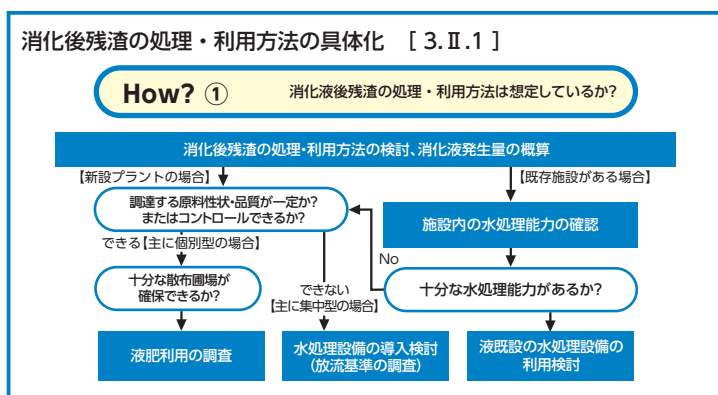 消化後残渣の処理・利用方法の具体化 [ 3.Ⅱ.1 ]
How? ① 消化液後残渣の処理・利用方法は想定しているか?
消化後残渣の処理・利用方法の検討、消化液発生量の概算
【新設プラントの場合】
【既存施設がある場合】
調達する原料性状・品質が一定か?
またはコントロールできるか?
施設内の水処理能力の確認
できる【主に個別型の場合】
No
十分な散布圃場が
確保できるか?
できない
【主に集中型の場合】
十分な水処理能力があるか?
液肥利用の調査
水処理設備の導入検討
(放流基準の調査)
液既設の水処理設備の
利用検討